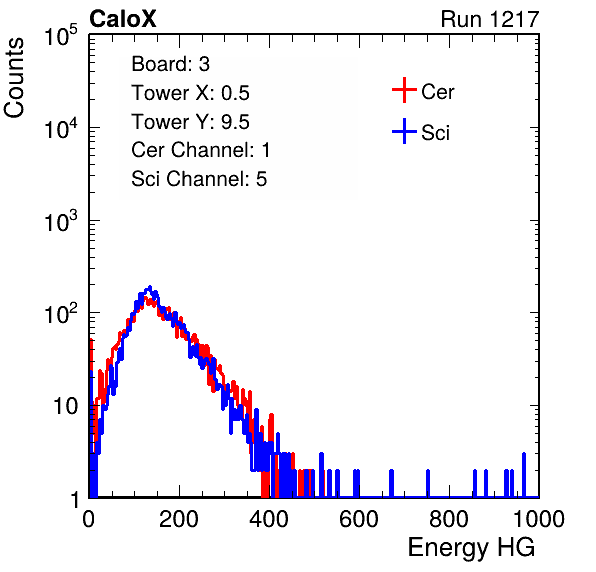 CaloX Run 1217
Counts
10^5
10^4
10^3
10^2
10
1
Board: 3
Tower X: 0.5
Tower Y: 9.5
Cer Channel: 1
Sci Channel: 5
Cer
Sci
0 200 400 600 800 1000
Energy HG